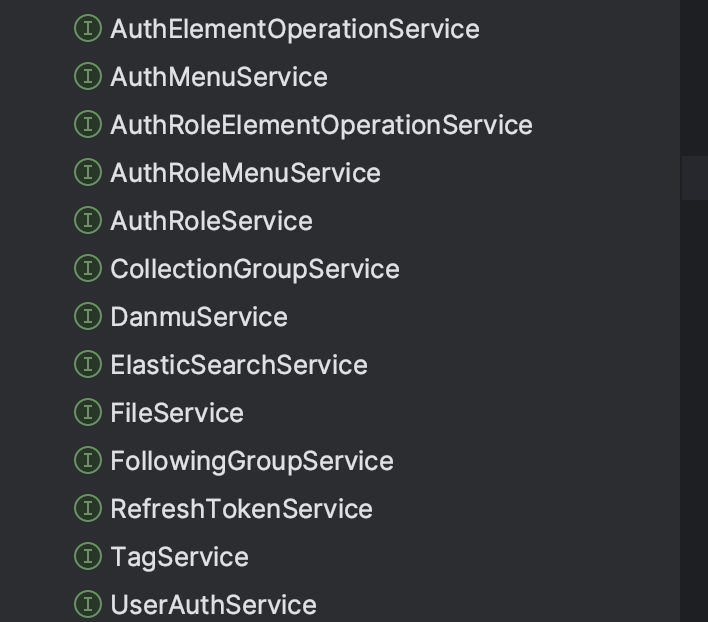 AuthElementOperationService
AuthMenuService
AuthRoleElementOperationService
AuthRoleMenuService
AuthRoleService
CollectionGroupService
DanmuService
ElasticSearchService
FileService
FollowingGroupService
RefreshTokenService
TagService
UserAuthService